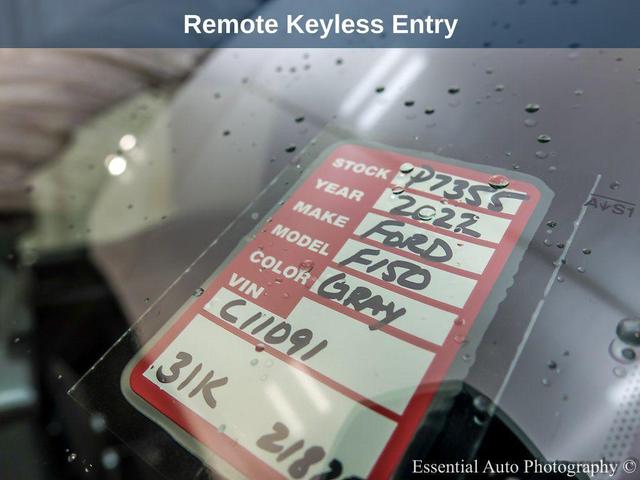 Remote Keyless Entry
STOCK P7355
YEAR 2022
MAKE FORD
MODEL F150
COLOR GRAY
VIN
C11091
31K
A↓S1
Essential Auto Photography ©